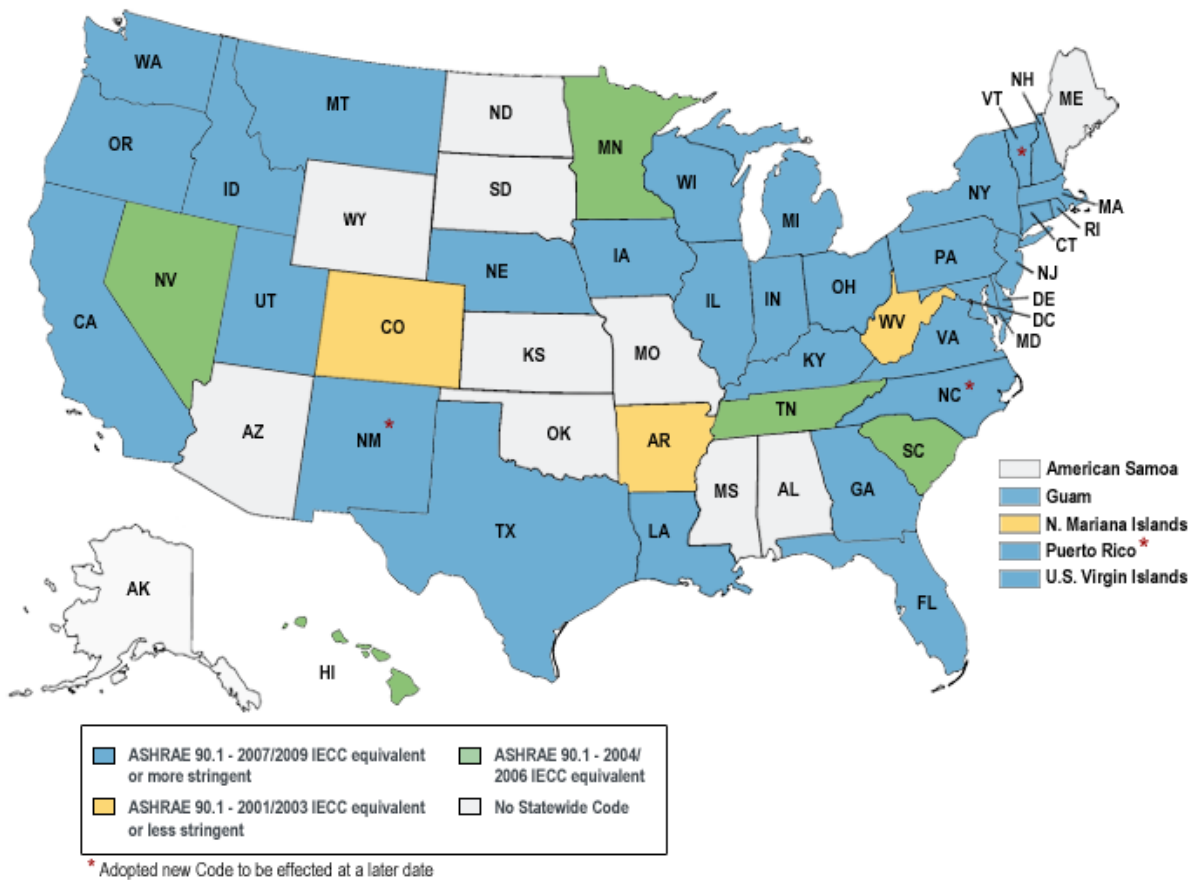 WA
MT
ND
MN
VT
NH
ME
OR
ID
SD
WI
NY
MA
WY
MI
RI
CT
NV
UT
NE
IA
PA
NJ
CA
CO
IL
IN
OH
WV
DE
DC
MD
VA
KS
MO
KY
NC *
AZ
NM *
OK
AR
TN
SC
MS
AL
GA
TX
LA
FL
AK
HI
*
American Samoa
Guam
N. Mariana Islands
Puerto Rico *
U.S. Virgin Islands
ASHRAE 90.1 - 2007/2009 IECC equivalent
or more stringent
ASHRAE 90.1 - 2001/2003 IECC equivalent
or less stringent
ASHRAE 90.1 - 2004/
2006 IECC equivalent
No Statewide Code
* Adopted new Code to be effected at a later date